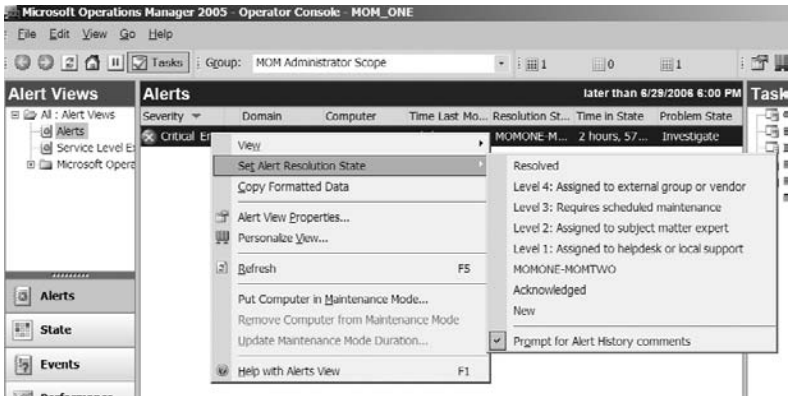 Microsoft Operations Manager 2005 - Operator Console - MOM_ONE
File Edit View Go Help
Tasks Group: MOM Administrator Scope 1 0 1
Alert Views Alerts later than 6/29/2006 6:00 PM Task
All : Alert Views Severity Domain Computer Time Last Mo... Resolution St... Time in State Problem State
Alerts Critical Er MOMONE-M... 2 hours, 57... Investigate
Service Level E
Microsoft Opera
View
Set Alert Resolution State
Copy Formatted Data
Alert View Properties...
Personalize View...
Refresh F5
Put Computer in Maintenance Mode...
Remove Computer from Maintenance Mode
Update Maintenance Mode Duration...
Help with Alerts View F1
Resolved
Level 4: Assigned to external group or vendor
Level 3: Requires scheduled maintenance
Level 2: Assigned to subject matter expert
Level 1: Assigned to helpdesk or local support
MOMONE-MOMTWO
Acknowledged
New
Prompt for Alert History comments
Alerts
State
Events